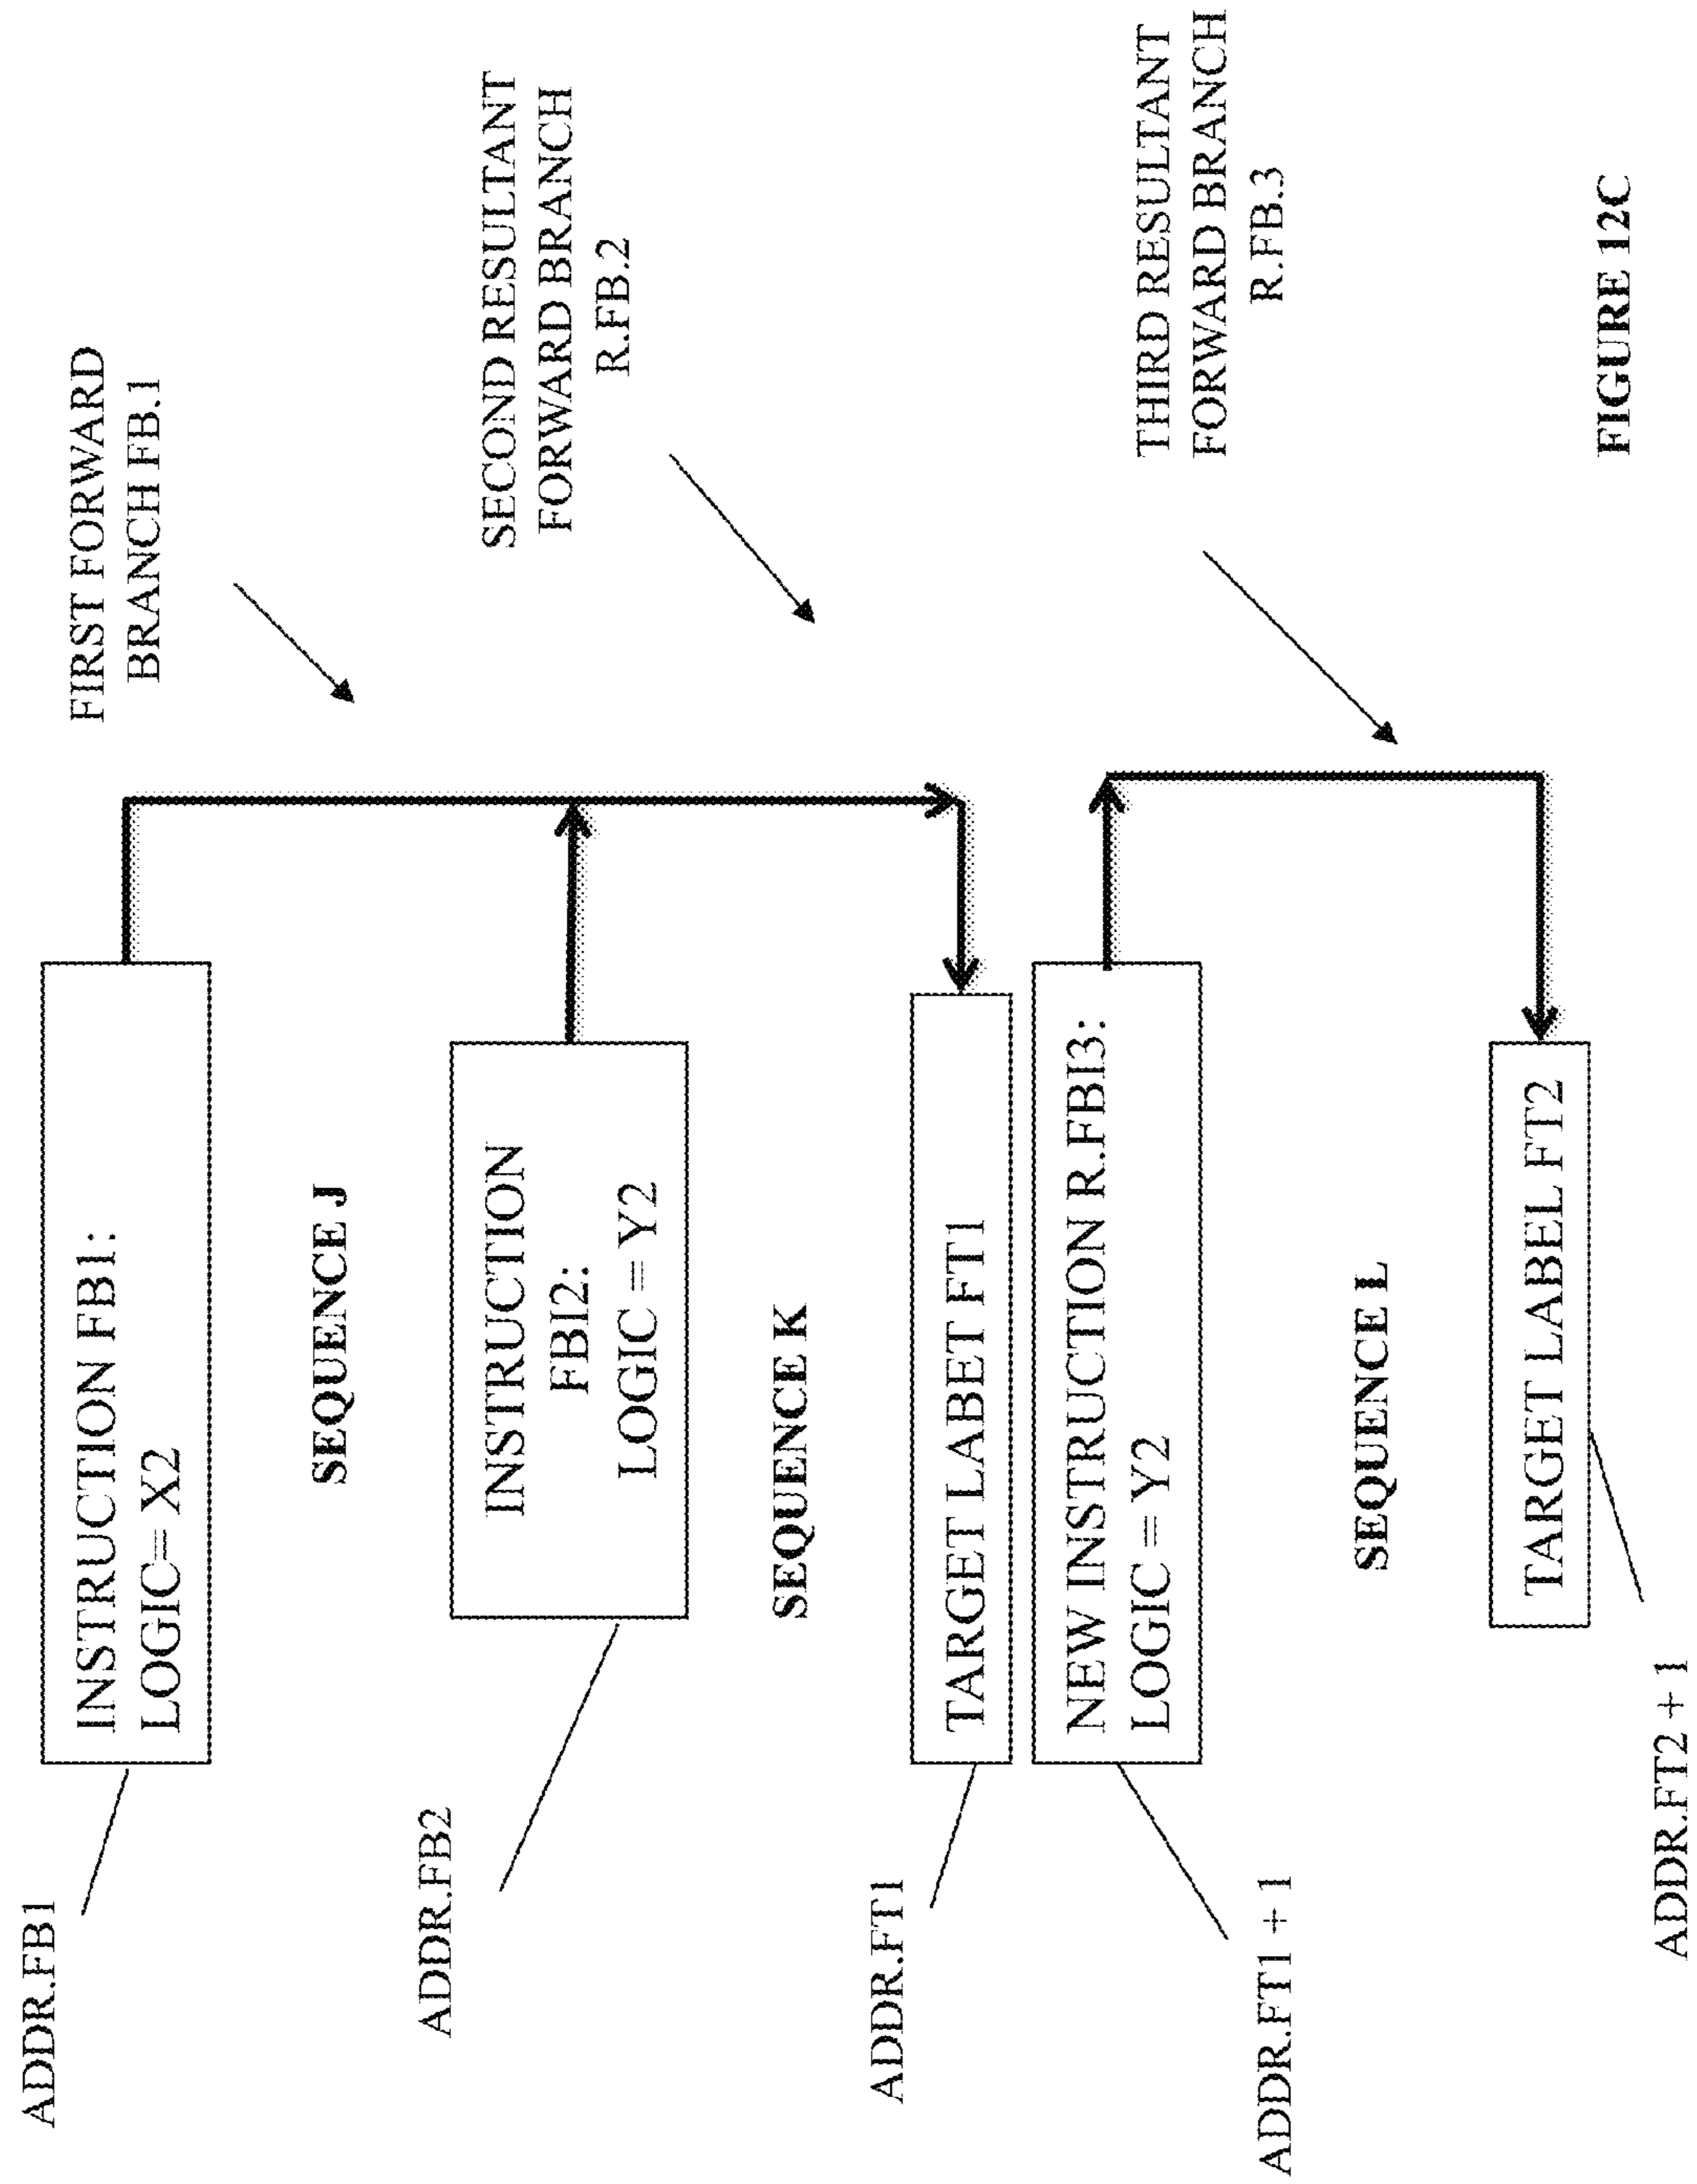 ADDR.FB1
INSTRUCTION FB1:
LOGIC= X2
FIRST FORWARD
BRANCH FB.1
SEQUENCE J
ADDR.FB2
INSTRUCTION
FBI2:
LOGIC = Y2
SECOND RESULTANT
FORWARD BRANCH
R.FB.2
SEQUENCE K
ADDR.FT1
TARGET LABET FT1
ADDR.FT1 + 1
NEW INSTRUCTION R.FBI3:
LOGIC = Y2
THIRD RESULTANT
FORWARD BRANCH
R.FB.3
SEQUENCE L
TARGET LABEL FT2
ADDR.FT2 + 1
FIGURE 12C